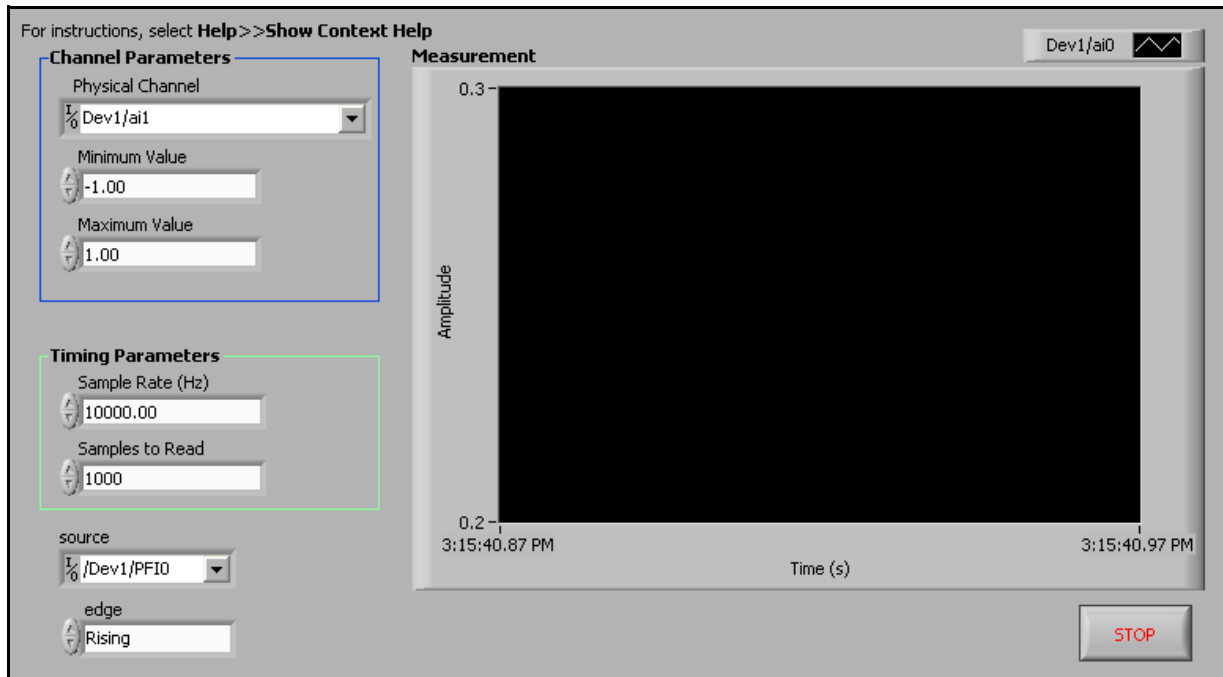 For instructions, select Help>>Show Context Help
Channel Parameters
Physical Channel
I/O Dev1/ai1
Minimum Value
-1.00
Maximum Value
1.00
Timing Parameters
Sample Rate (Hz)
10000.00
Samples to Read
1000
source
I/O /Dev1/PFI0
edge
Rising
Measurement
Dev1/ai0
0.3
Amplitude
0.2
3:15:40.87 PM
3:15:40.97 PM
Time (s)
STOP